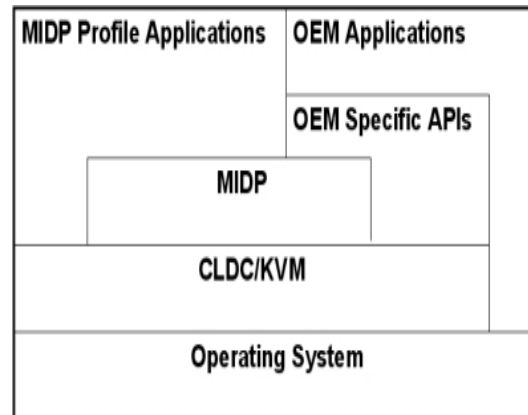 MIDP Profile Applications
OEM Applications
OEM Specific APIs
MIDP
CLDC/KVM
Operating System